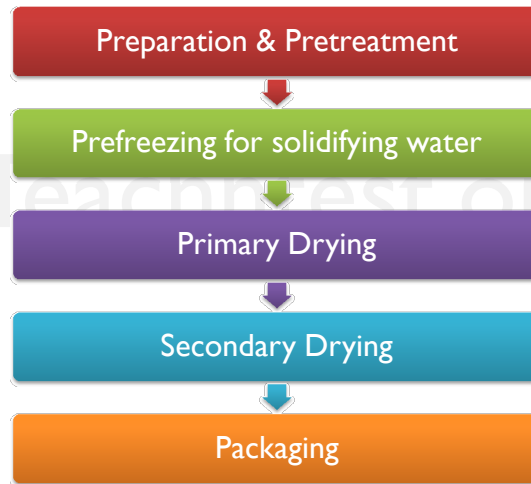 Preparation & Pretreatment
Prefreezing for solidifying water
Primary Drying
Secondary Drying
Packaging